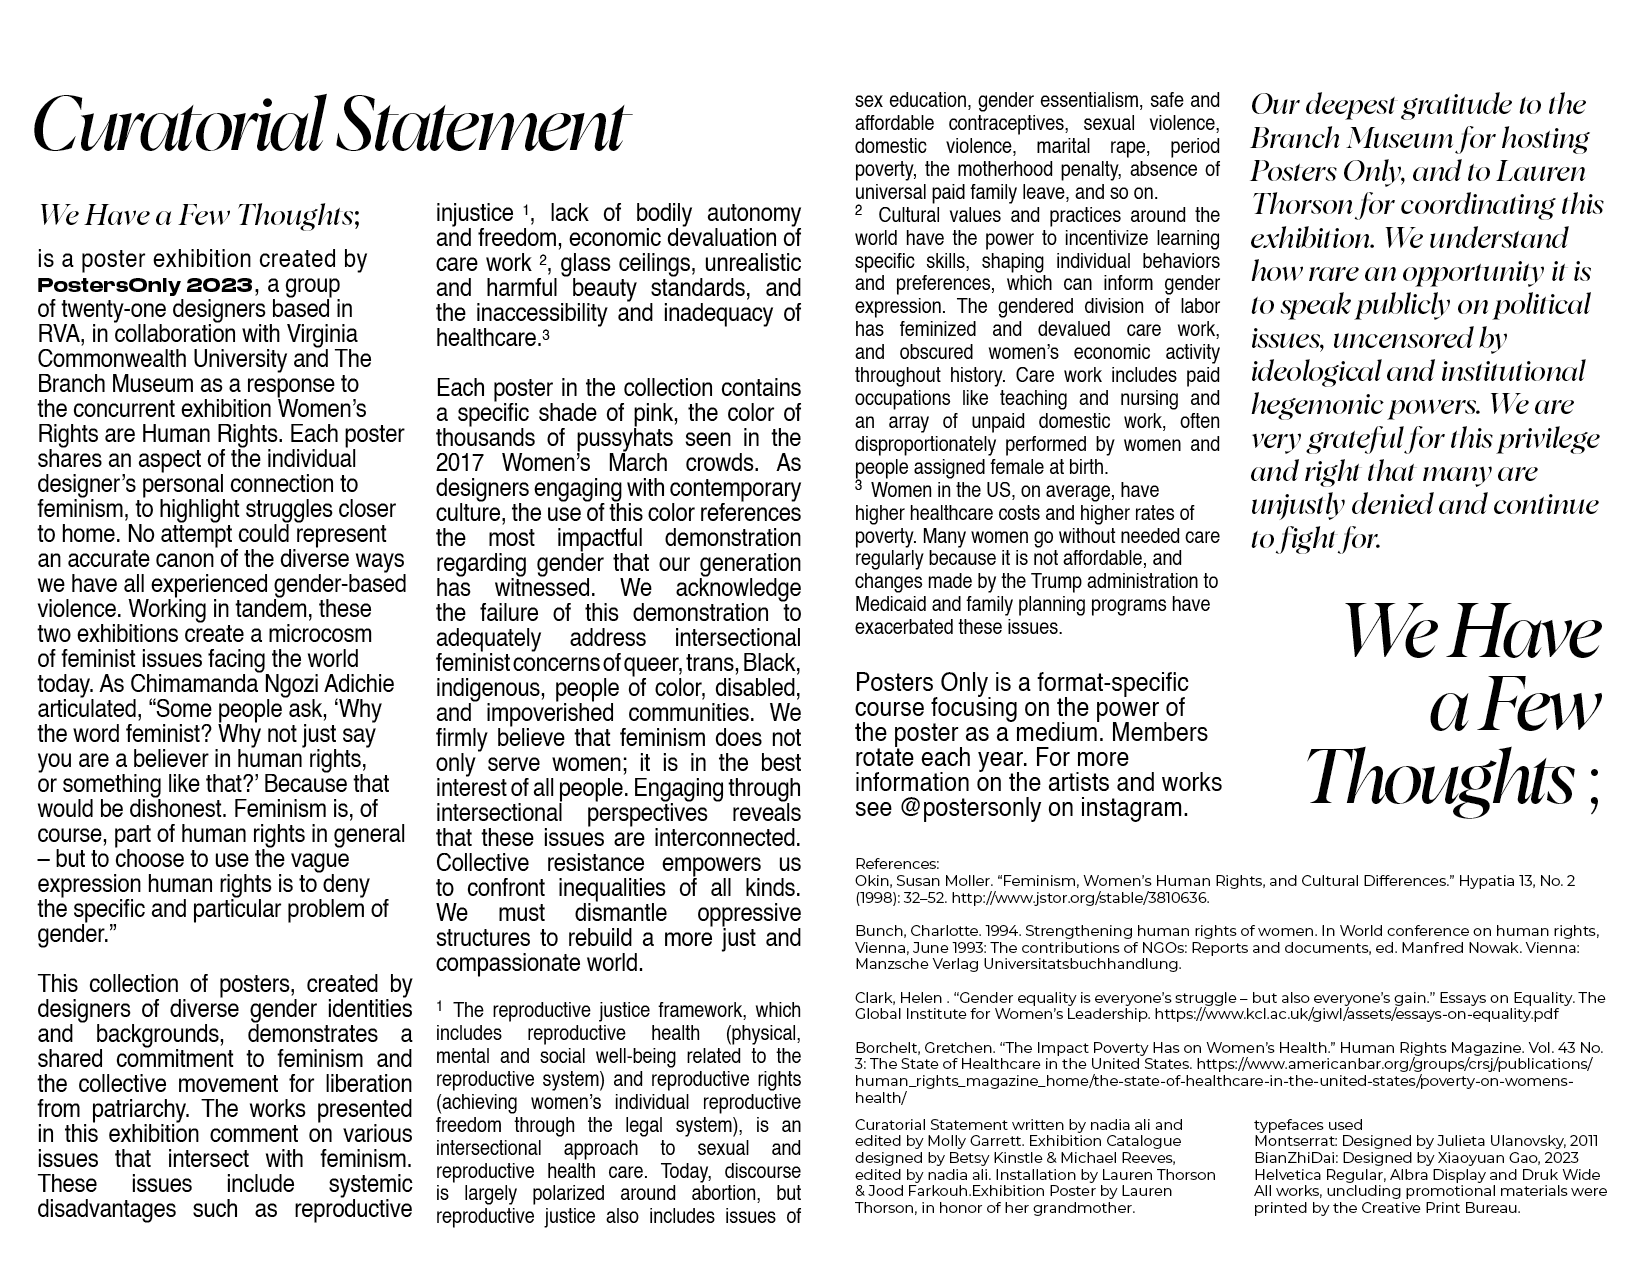 Curatorial Statement
We Have a Few Thoughts;
is a poster exhibition created by
PostersOnly 2023, a group
of twenty-one designers based in
RVA, in collaboration with Virginia
Commonwealth University and The
Branch Museum as a response to
the concurrent exhibition Women’s
Rights are Human Rights. Each poster
shares an aspect of the individual
designer’s personal connection to
feminism, to highlight struggles closer
to home. No attempt could represent
an accurate canon of the diverse ways
we have all experienced gender-based
violence. Working in tandem, these
two exhibitions create a microcosm
of feminist issues facing the world
today. As Chimamanda Ngozi Adichie
articulated, “Some people ask, ‘Why
the word feminist? Why not just say
you are a believer in human rights,
or something like that?’ Because that
would be dishonest. Feminism is, of
course, part of human rights in general
– but to choose to use the vague
expression human rights is to deny
the specific and particular problem of
gender.”
This collection of posters, created by
designers of diverse gender identities
and backgrounds, demonstrates a
shared commitment to feminism and
the collective movement for liberation
from patriarchy. The works presented
in this exhibition comment on various
issues that intersect with feminism.
These issues include systemic
disadvantages such as reproductive
injustice ¹, lack of bodily autonomy
and freedom, economic devaluation of
care work ², glass ceilings, unrealistic
and harmful beauty standards, and
the inaccessibility and inadequacy of
healthcare.³
Each poster in the collection contains
a specific shade of pink, the color of
thousands of pussyhats seen in the
2017 Women’s March crowds. As
designers engaging with contemporary
culture, the use of this color references
the most impactful demonstration
regarding gender that our generation
has witnessed. We acknowledge
the failure of this demonstration to
adequately address intersectional
feminist concerns of queer, trans, Black,
indigenous, people of color, disabled,
and impoverished communities. We
firmly believe that feminism does not
only serve women; it is in the best
interest of all people. Engaging through
intersectional perspectives reveals
that these issues are interconnected.
Collective resistance empowers us
to confront inequalities of all kinds.
We must dismantle oppressive
structures to rebuild a more just and
compassionate world.
¹ The reproductive justice framework, which
includes reproductive health (physical,
mental and social well-being related to the
reproductive system) and reproductive rights
(achieving women’s individual reproductive
freedom through the legal system), is an
intersectional approach to sexual and
reproductive health care. Today, discourse
is largely polarized around abortion, but
reproductive justice also includes issues of
sex education, gender essentialism, safe and
affordable contraceptives, sexual violence,
domestic violence, marital rape, period
poverty, the motherhood penalty, absence of
universal paid family leave, and so on.
² Cultural values and practices around the
world have the power to incentivize learning
specific skills, shaping individual behaviors
and preferences, which can inform gender
expression. The gendered division of labor
has feminized and devalued care work,
and obscured women’s economic activity
throughout history. Care work includes paid
occupations like teaching and nursing and
an array of unpaid domestic work, often
disproportionately performed by women and
people assigned female at birth.
³ Women in the US, on average, have
higher healthcare costs and higher rates of
poverty. Many women go without needed care
regularly because it is not affordable, and
changes made by the Trump administration to
Medicaid and family planning programs have
exacerbated these issues.
Posters Only is a format-specific
course focusing on the power of
the poster as a medium. Members
rotate each year. For more
information on the artists and works
see @postersonly on instagram.
Our deepest gratitude to the
Branch Museum for hosting
Posters Only, and to Lauren
Thorson for coordinating this
exhibition. We understand
how rare an opportunity it is
to speak publicly on political
issues, uncensored by
ideological and institutional
hegemonic powers. We are
very grateful for this privilege
and right that many are
unjustly denied and continue
to fight for.
We Have
a Few
Thoughts ;
References:
Okin, Susan Moller. “Feminism, Women’s Human Rights, and Cultural Differences.” Hypatia 13, No. 2
(1998): 32–52. http://www.jstor.org/stable/3810636.
Bunch, Charlotte. 1994. Strengthening human rights of women. In World conference on human rights,
Vienna, June 1993: The contributions of NGOs: Reports and documents, ed. Manfred Nowak. Vienna:
Manzsche Verlag Universitatsbuchhandlung.
Clark, Helen . “Gender equality is everyone’s struggle – but also everyone’s gain.” Essays on Equality. The
Global Institute for Women’s Leadership. https://www.kcl.ac.uk/giwl/assets/essays-on-equality.pdf
Borchelt, Gretchen. “The Impact Poverty Has on Women’s Health.” Human Rights Magazine. Vol. 43 No.
3: The State of Healthcare in the United States. https://www.americanbar.org/groups/crsj/publications/
human_rights_magazine_home/the-state-of-healthcare-in-the-united-states/poverty-on-womens-
health/
Curatorial Statement written by nadia ali and
edited by Molly Garrett. Exhibition Catalogue
designed by Betsy Kinstle & Michael Reeves,
edited by nadia ali. Installation by Lauren Thorson
& Jood Farkouh.Exhibition Poster by Lauren
Thorson, in honor of her grandmother.
typefaces used
Montserrat: Designed by Julieta Ulanovsky, 2011
BianZhiDai: Designed by Xiaoyuan Gao, 2023
Helvetica Regular, Albra Display and Druk Wide
All works, uncluding promotional materials were
printed by the Creative Print Bureau.